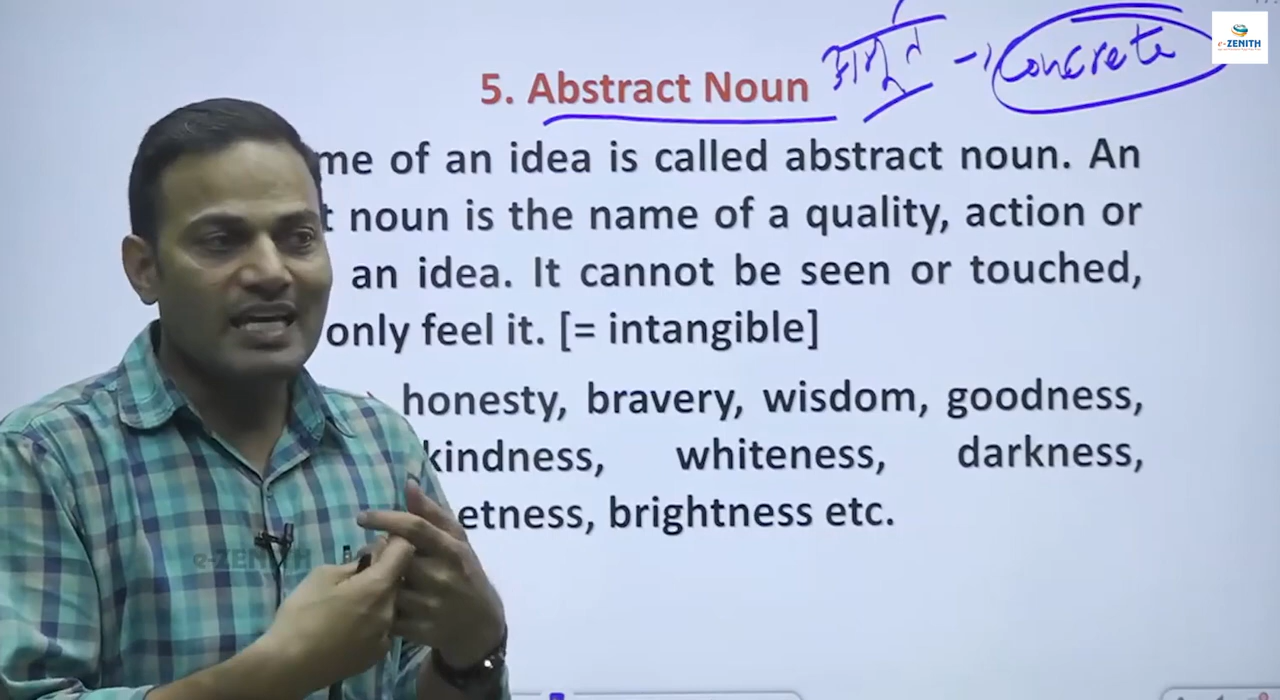 अमूर्त → Concrete
e-ZENITH
5. Abstract Noun
me of an idea is called abstract noun. An
t noun is the name of a quality, action or
an idea. It cannot be seen or touched,
only feel it. [= intangible]
honesty, bravery, wisdom, goodness,
kindness, whiteness, darkness,
etness, brightness etc.
e-ZENITH